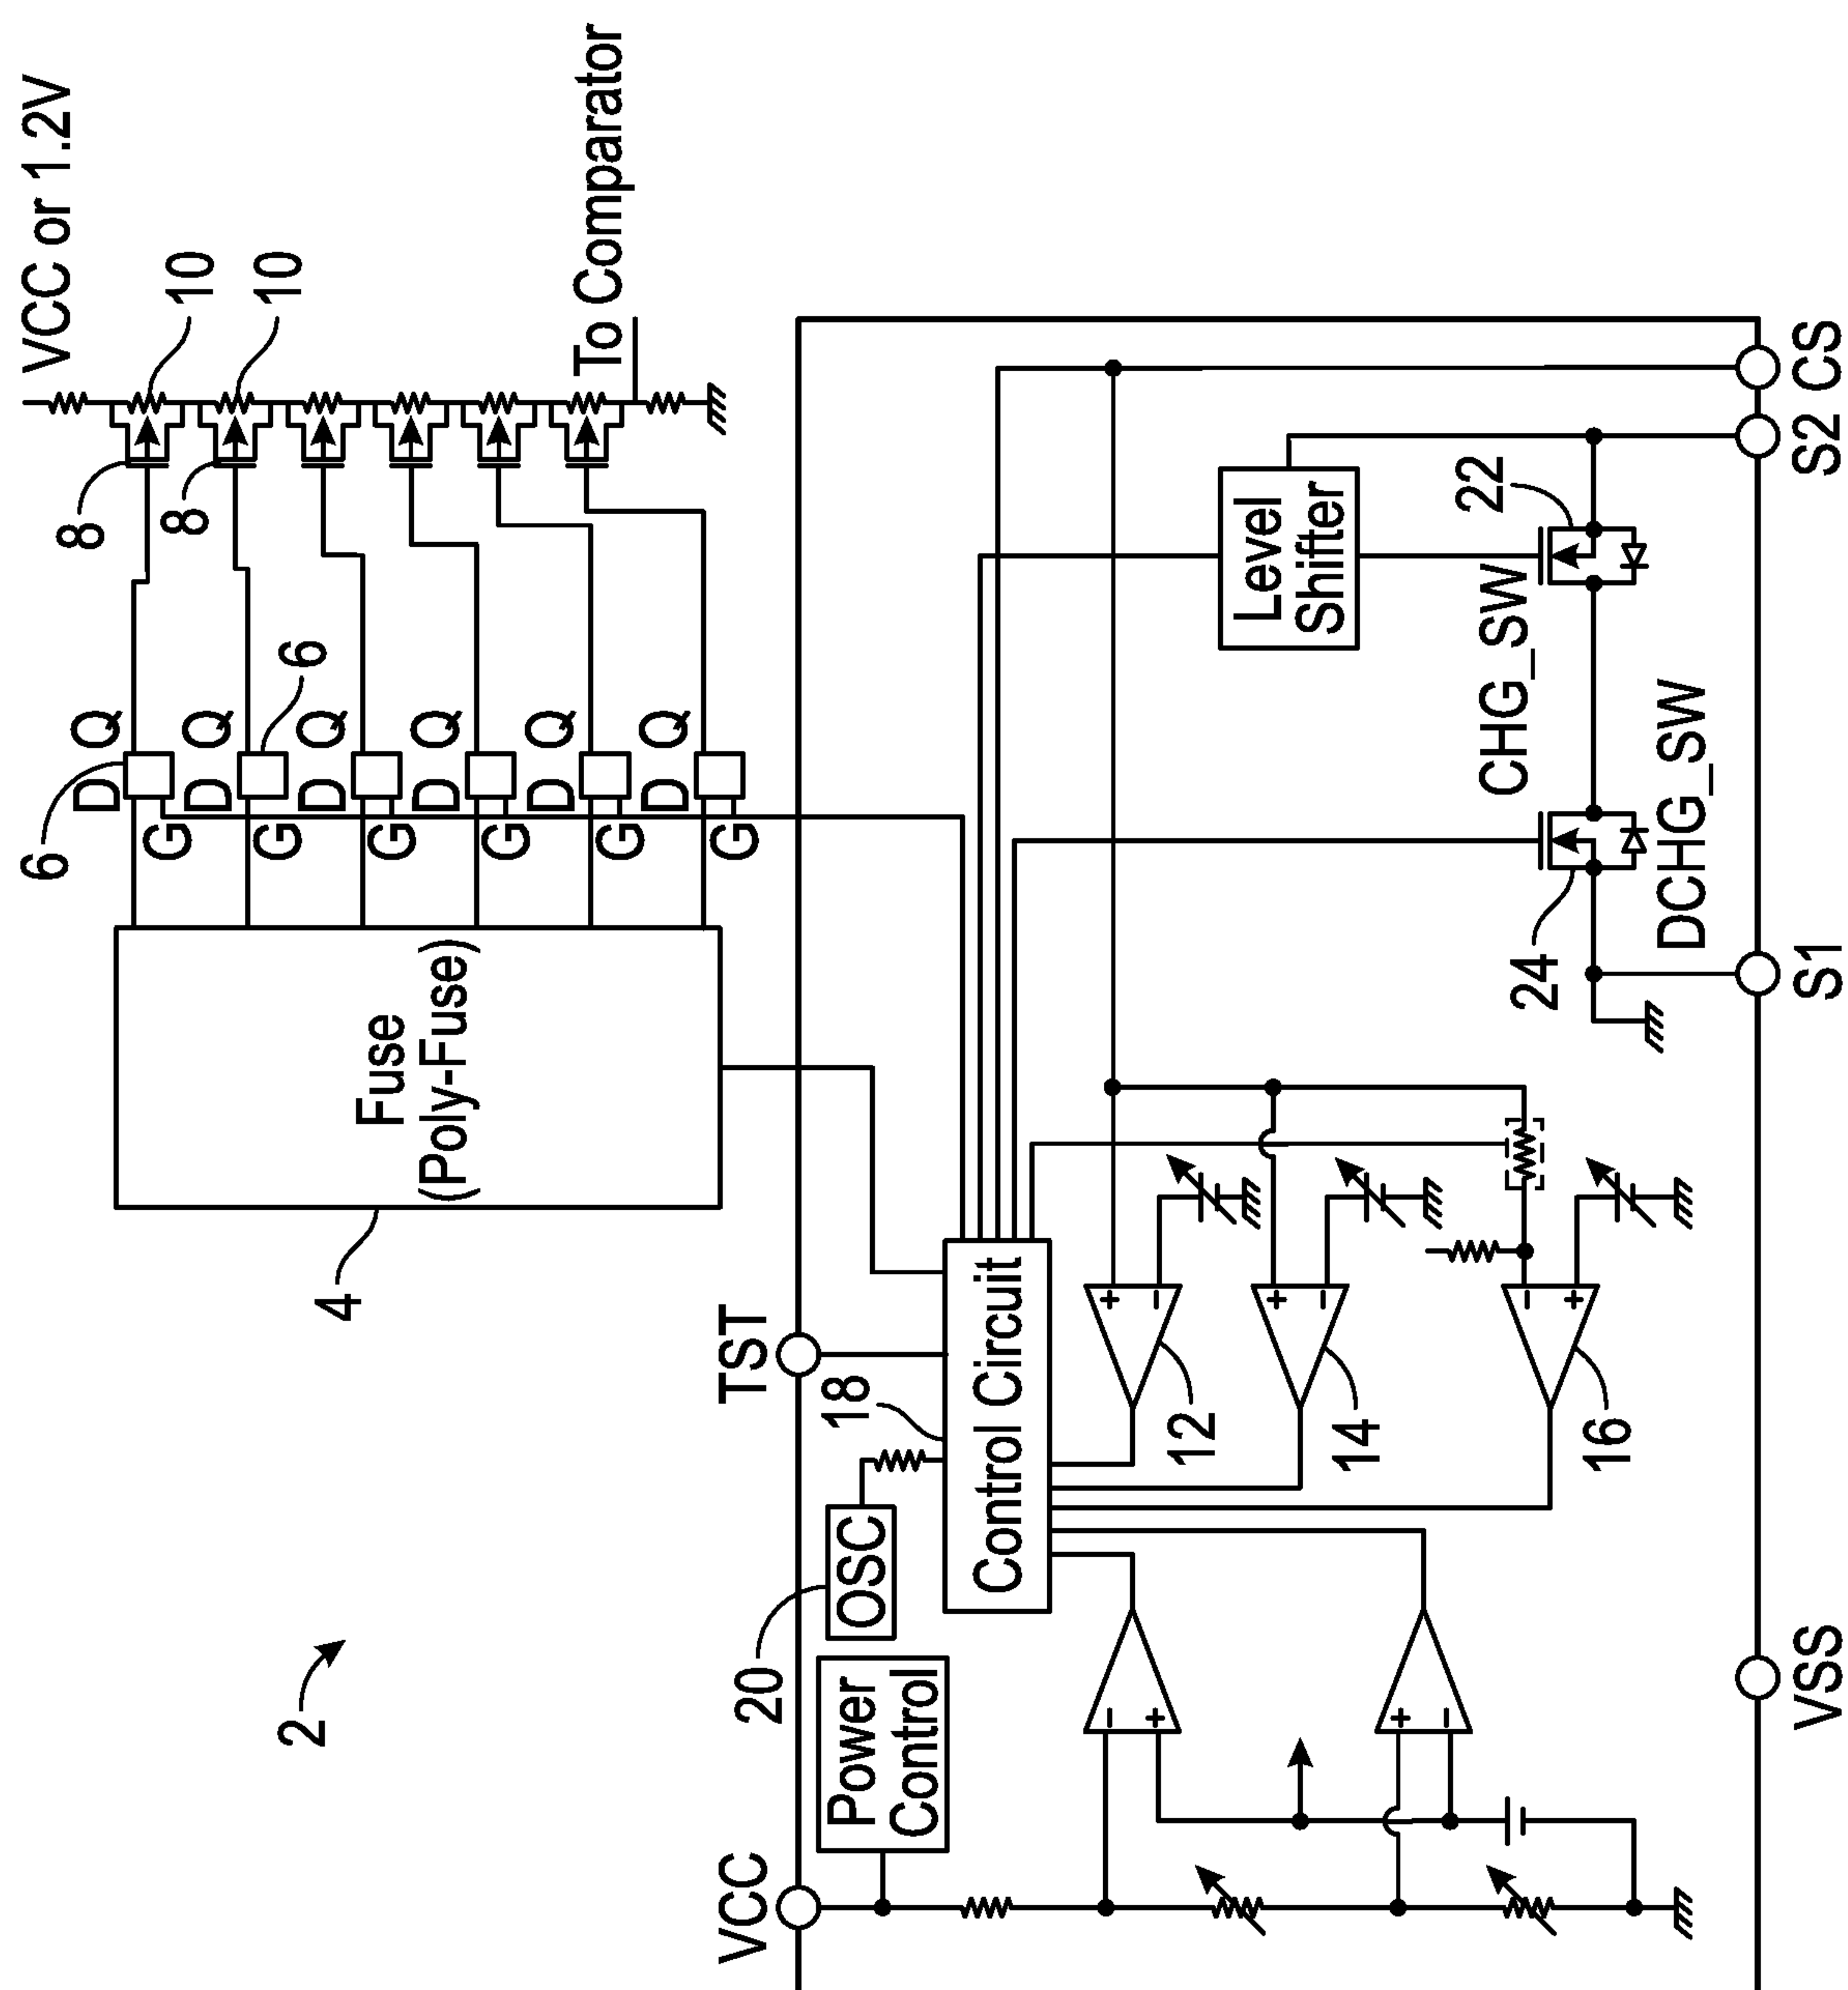 VCC or 1.2V
10
10
8
8
To Comparator
D Q
G
D Q
G
D Q
G
D Q
G
D Q
G
D Q
G
6
6
Fuse
(Poly-Fuse)
4
2
TST
18
20
OSC
Power
Control
VCC
Control Circuit
Level
Shifter
22
CHG_SW
24
DCHG_SW
+
−
12
+
−
14
−
+
16
−
+
+
−
VSS
S1
S2
CS